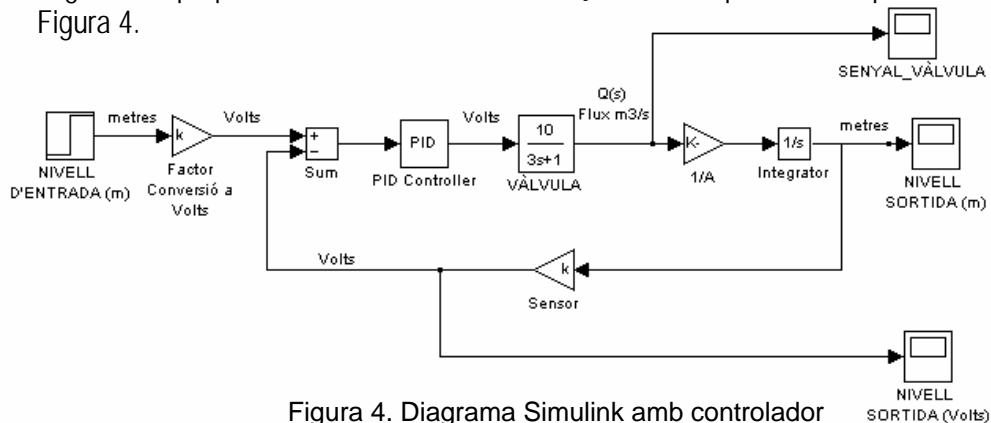 Figura 4.
SENYAL_VÀLVULA
Q(s)
Flux m3/s
metres
Volts
Volts
metres
k
+
−
PID
10
3s+1
K-
1/s
NIVELL
D'ENTRADA (m)
Factor
Conversió a
Volts
Sum
PID Controller
VÀLVULA
1/A
Integrator
NIVELL
SORTIDA (m)
Volts
k
Sensor
NIVELL
SORTIDA (Volts)
Figura 4. Diagrama Simulink amb controlador